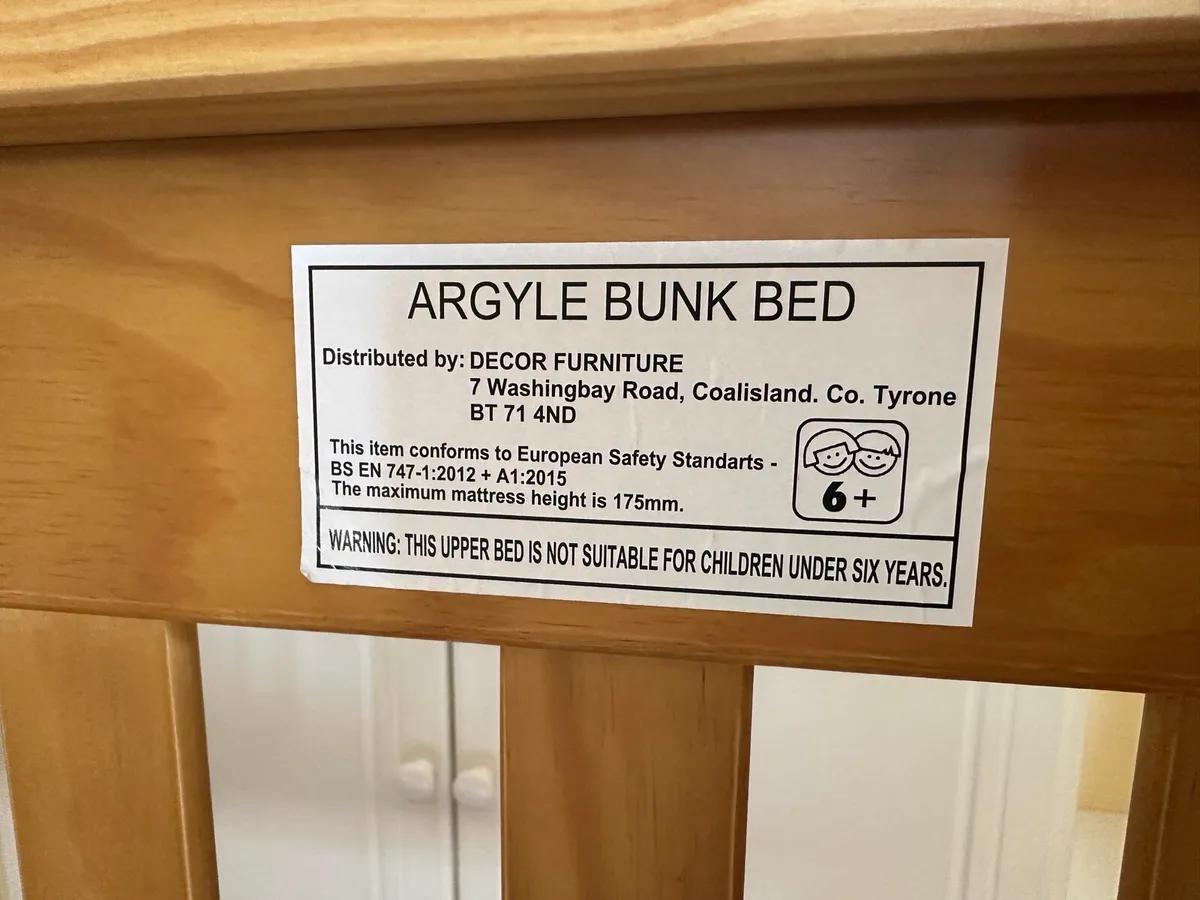 ARGYLE BUNK BED
Distributed by: DECOR FURNITURE
7 Washingbay Road, Coalisland. Co. Tyrone
BT 71 4ND
This item conforms to European Safety Standarts -
BS EN 747-1:2012 + A1:2015
The maximum mattress height is 175mm.
6+
WARNING: THIS UPPER BED IS NOT SUITABLE FOR CHILDREN UNDER SIX YEARS.